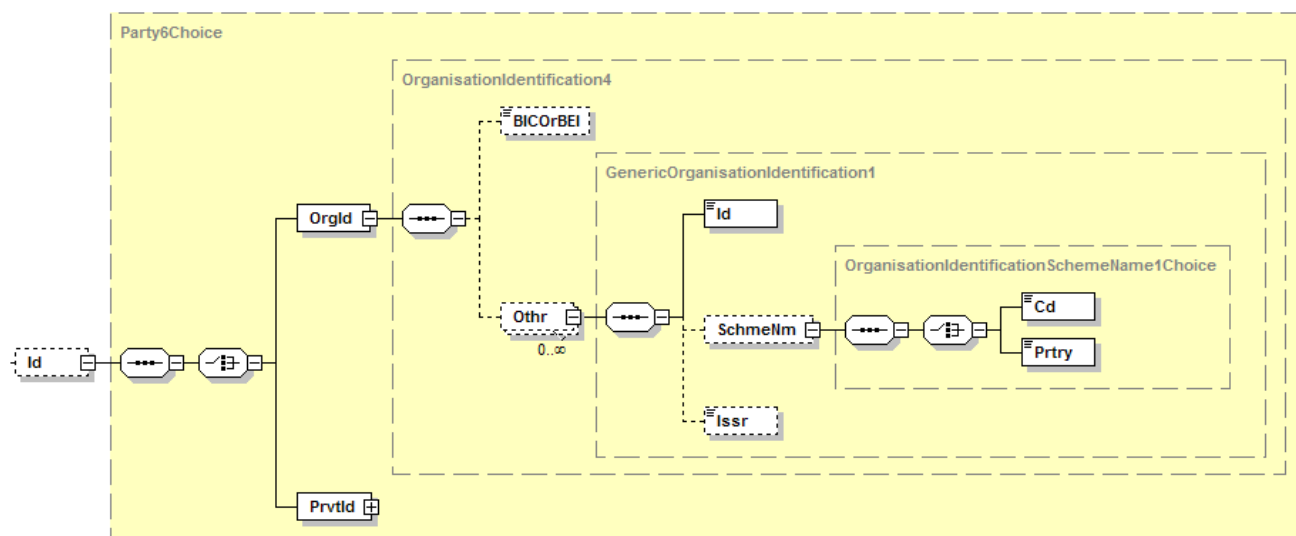 Party6Choice
OrganisationIdentification4
BICOrBEI
GenericOrganisationIdentification1
Id
OrgId
OrganisationIdentificationSchemeName1Choice
Cd
Othr
SchmeNm
Prtry
0..∞
Id
Issr
PrvtId